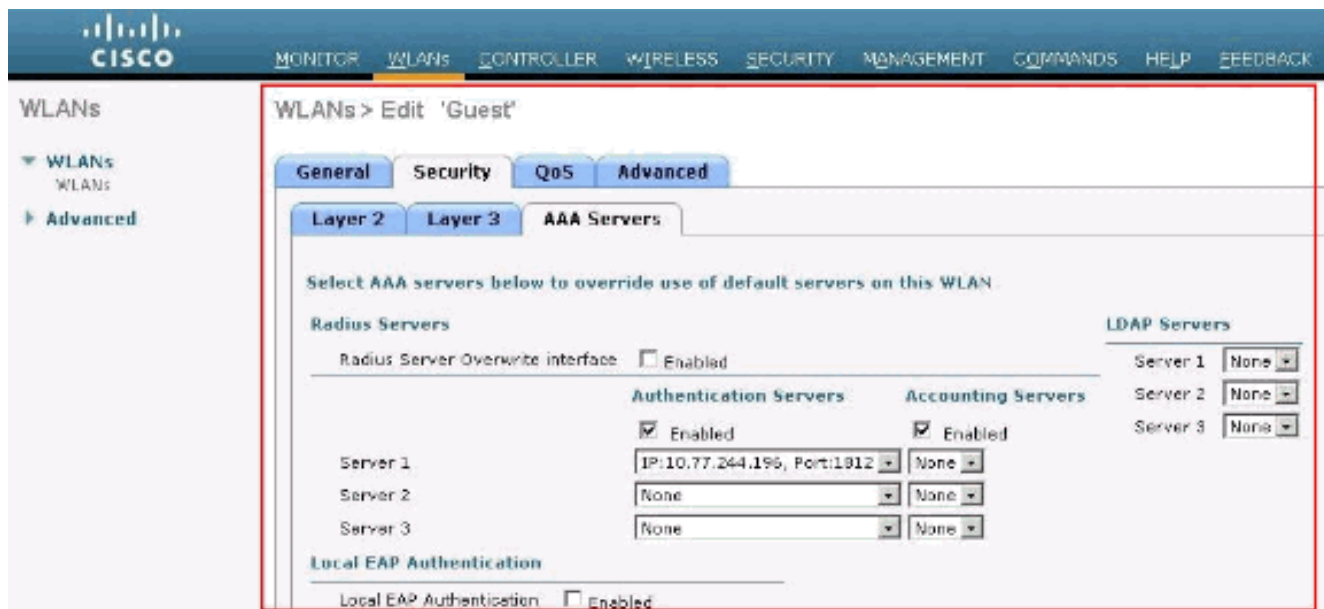 CISCO
MONITOR WLANs CONTROLLER WIRELESS SECURITY MANAGEMENT COMMANDS HELP FEEDBACK
WLANs
WLANs
WLANs
Advanced
WLANs > Edit 'Guest'
General Security QoS Advanced
Layer 2 Layer 3 AAA Servers
Select AAA servers below to override use of default servers on this WLAN
Radius Servers
LDAP Servers
Radius Server Overwrite interface Enabled
Server 1 None
Server 2 None
Server 3 None
Authentication Servers Accounting Servers
Enabled Enabled
Server 1 IP:10.77.244.196, Port:1812 None
Server 2 None None
Server 3 None None
Local EAP Authentication
Local EAP Authentication Enabled